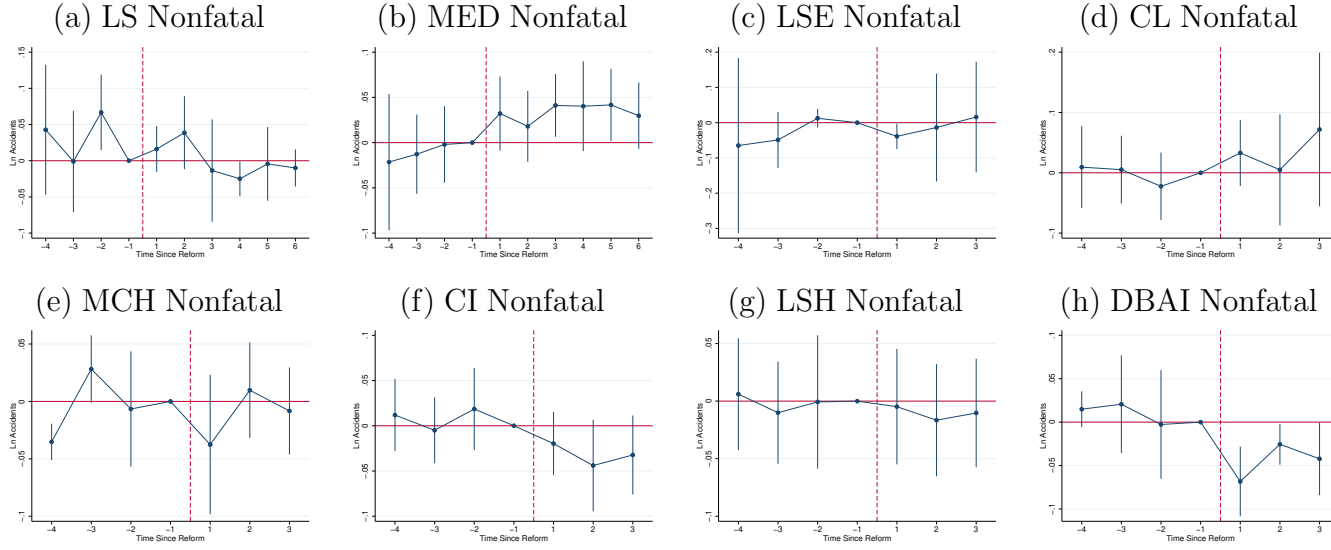 (a) LS Nonfatal
(b) MED Nonfatal
(c) LSE Nonfatal
(d) CL Nonfatal
Ln Accidents
.15
.1
.05
0
-.05
-.1
-4 -3 -2 -1 1 2 3 4 5 6
Time Since Reform
Ln Accidents
.1
.05
0
-.05
-.1
-4 -3 -2 -1 1 2 3 4 5 6
Time Since Reform
Ln Accidents
.2
.1
0
-.1
-.2
-.3
-4 -3 -2 -1 1 2 3
Time Since Reform
Ln Accidents
.2
.1
0
-.1
-4 -3 -2 -1 1 2 3
Time Since Reform
(e) MCH Nonfatal
(f) CI Nonfatal
(g) LSH Nonfatal
(h) DBAI Nonfatal
Ln Accidents
.05
0
-.05
-.1
-4 -3 -2 -1 1 2 3
Time Since Reform
Ln Accidents
.1
.05
0
-.05
-.1
-4 -3 -2 -1 1 2 3
Time Since Reform
Ln Accidents
.05
0
-.05
-.1
-4 -3 -2 -1 1 2 3
Time Since Reform
Ln Accidents
.1
.05
0
-.05
-.1
-4 -3 -2 -1 1 2 3
Time Since Reform